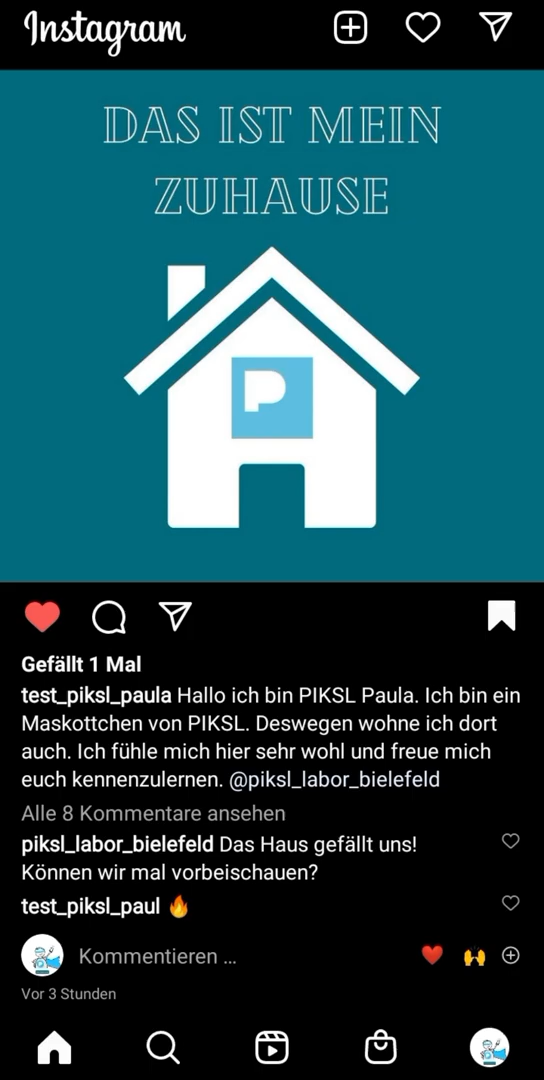 Instagram
DAS IST MEIN
ZUHAUSE
P
Gefällt 1 Mal
test_piksl_paula Hallo ich bin PIKSL Paula. Ich bin ein
Maskottchen von PIKSL. Deswegen wohne ich dort
auch. Ich fühle mich hier sehr wohl und freue mich
euch kennenzulernen. @piksl_labor_bielefeld
Alle 8 Kommentare ansehen
piksl_labor_bielefeld Das Haus gefällt uns!
Können wir mal vorbeischauen?
test_piksl_paul 🔥
Kommentieren ...
Vor 3 Stunden